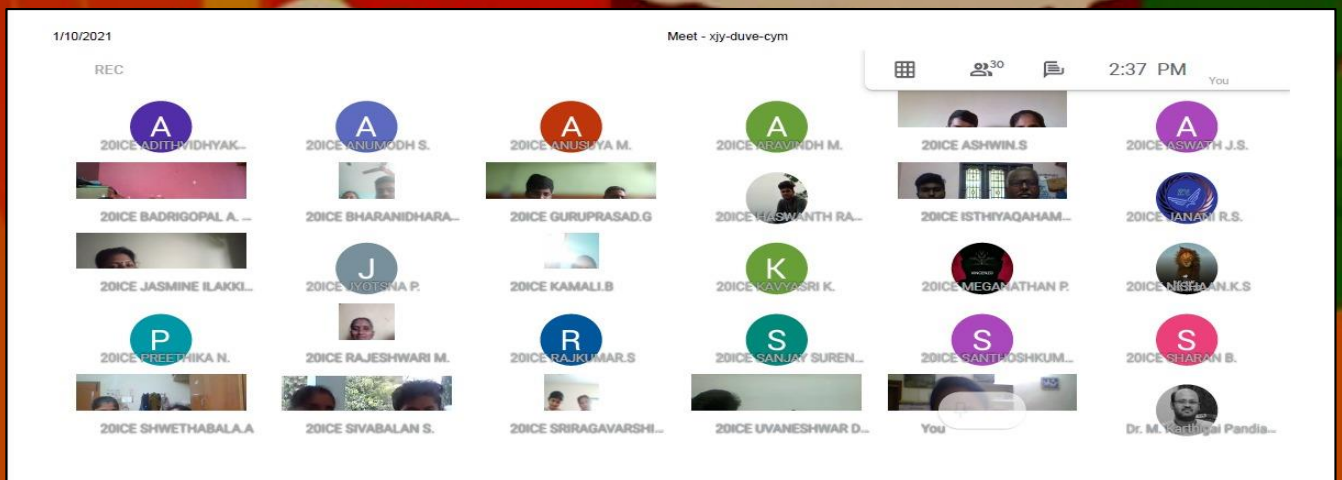 1/10/2021 Meet - xjy-duve-cym
REC 30 2:37 PM You
A A A A A
20ICE ADITHVIDHYAK... 20ICE ANUMODH S. 20ICE ANUSUYA M. 20ICE ARAVINDH M. 20ICE ASHWIN.S 20ICE ASWATH J.S.
20ICE BADRIGOPAL A. ... 20ICE BHARANIDHARA... 20ICE GURUPRASAD.G 20ICE HASWANTH RA... 20ICE ISTHIYAQAHAM... 20ICE JANANI R.S.
J K
20ICE JASMINE ILAKKI... 20ICE JYOTSNA P. 20ICE KAMALI.B 20ICE KAVYASRI K. 20ICE MEGANATHAN P. 20ICE NISHAAN.K.S
P R S S S
20ICE PREETHIKA N. 20ICE RAJESHWARI M. 20ICE RAJKUMAR.S 20ICE SANJAY SUREN... 20ICE SANTHOSHKUM... 20ICE SHARAN B.
20ICE SHWETHABALA.A 20ICE SIVABALAN S. 20ICE SRIRAGAVARSHI... 20ICE UVANESHWAR D... You Dr. M. Karthigai Pandia...